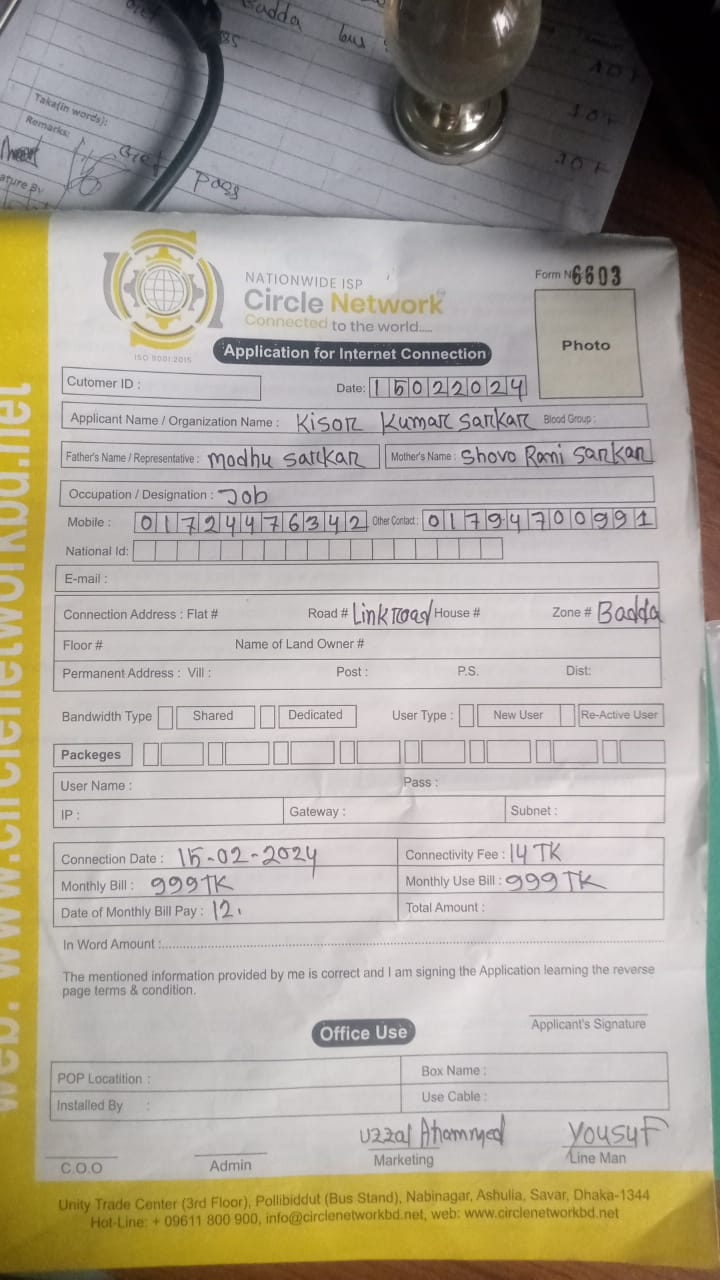 Badda bus
Taka(in words):
Remarks:
pass
NATIONWIDE ISP
Circle Network
Connected to the world.....
ISO 9001:2015
Form No 6603
Photo
Application for Internet Connection
Cutomer ID :
Date: 15022024
Applicant Name / Organization Name : Kisor Kumar Sarkar Blood Group :
Father's Name / Representative : modhu sarkar Mother's Name : Shovo Rani Sarkar
Occupation / Designation : Job
Mobile : 01724476342 Other Contact : 01794700991
National Id:
E-mail :
Connection Address : Flat # Road # Link road House # Zone # Badda
Floor # Name of Land Owner #
Permanent Address : Vill : Post : P.S. Dist:
Bandwidth Type Shared Dedicated User Type : New User Re-Active User
Packeges
User Name : Pass :
IP : Gateway : Subnet :
Connection Date : 15-02-2024 Connectivity Fee : 14 TK
Monthly Bill : 999TK Monthly Use Bill : 999 TK
Date of Monthly Bill Pay : 12. Total Amount :
In Word Amount :
The mentioned information provided by me is correct and I am signing the Application learning the reverse
page terms & condition.
Applicant's Signature
Office Use
POP Locatition : Box Name :
Installed By : Use Cable :
Uzzal Ahammed Yousuf
C.O.O Admin Marketing Line Man
Unity Trade Center (3rd Floor), Pollibiddut (Bus Stand), Nabinagar, Ashulia, Savar, Dhaka-1344
Hot-Line: + 09611 800 900, info@circlenetworkbd.net, web: www.circlenetworkbd.net
web: www.circlenetworkbd.net